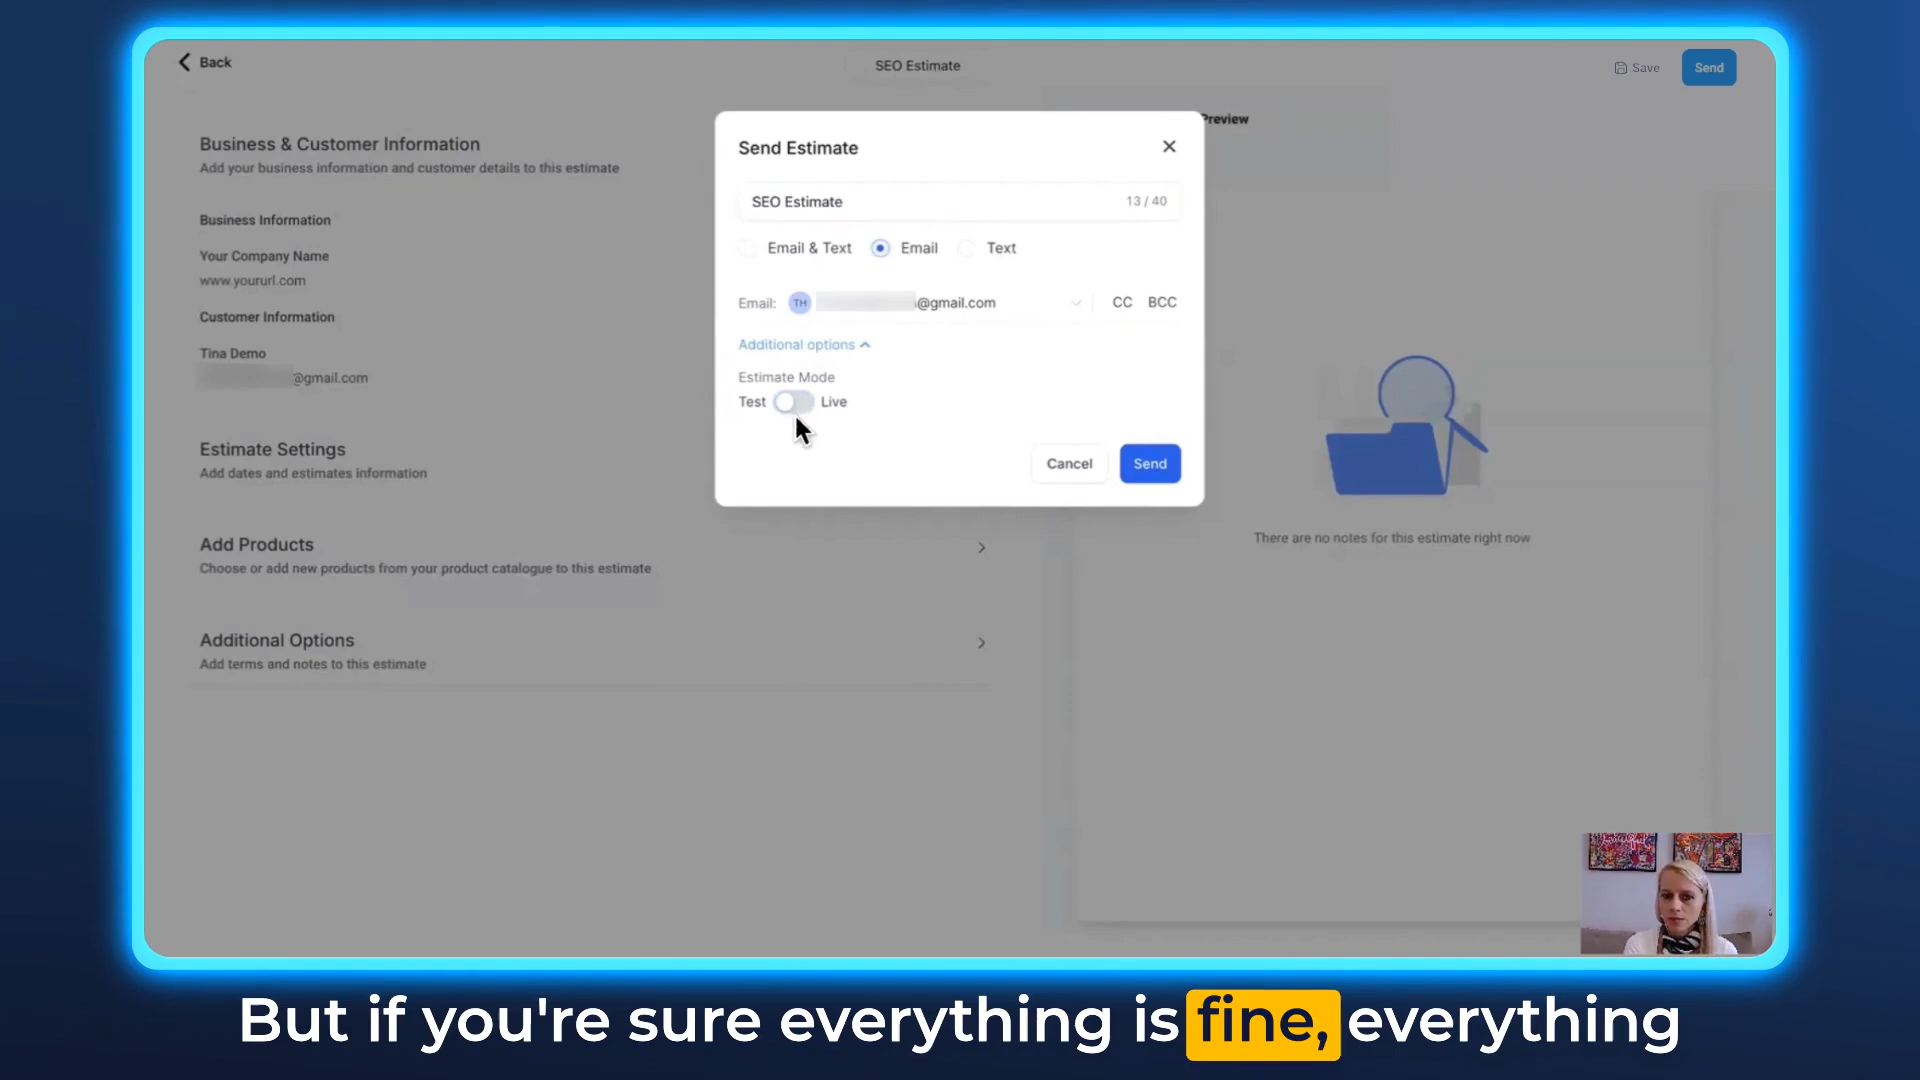 Back
SEO Estimate
Save
Send
Business & Customer Information
Add your business information and customer details to this estimate
Business Information
Your Company Name
www.yoururl.com
Customer Information
Tina Demo
@gmail.com
Estimate Settings
Add dates and estimates information
Add Products
Choose or add new products from your product catalogue to this estimate
Additional Options
Add terms and notes to this estimate
Preview
Send Estimate
SEO Estimate 13 / 40
Email & Text Email Text
Email: TH @gmail.com CC BCC
Additional options
Estimate Mode
Test Live
Cancel Send
There are no notes for this estimate right now
But if you're sure everything is fine, everything